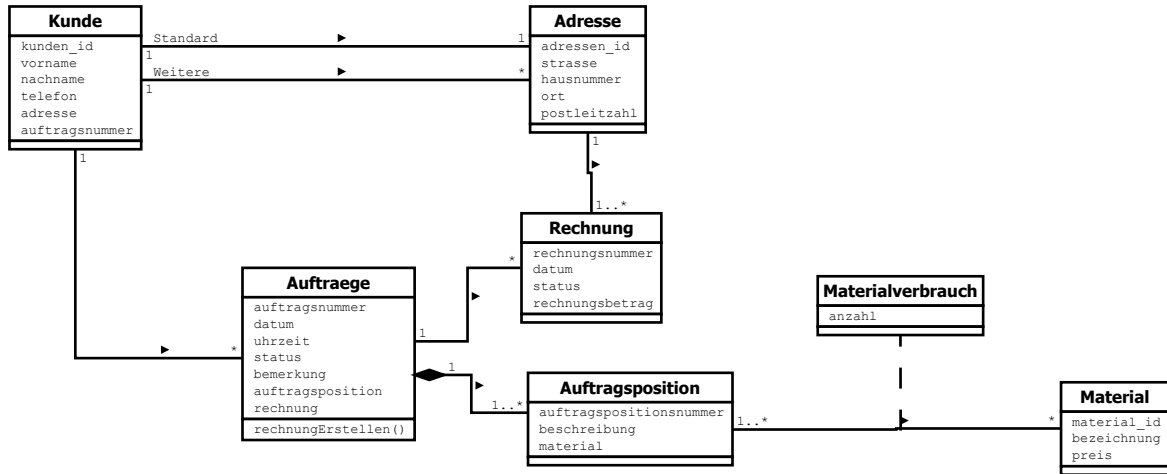 Kunde
kunden_id
vorname
nachname
telefon
adresse
auftragsnummer
1
Standard
1
1
Weitere
*
1
Adresse
adressen_id
strasse
hausnummer
ort
postleitzahl
1
1..*
Rechnung
rechnungsnummer
datum
status
rechnungsbetrag
*
1
Auftraege
auftragsnummer
datum
uhrzeit
status
bemerkung
auftragsposition
rechnung
rechnungErstellen()
*
1
1..*
Auftragsposition
auftragspositionsnummer
beschreibung
material
1..*
Materialverbrauch
anzahl
*
Material
material_id
bezeichnung
preis